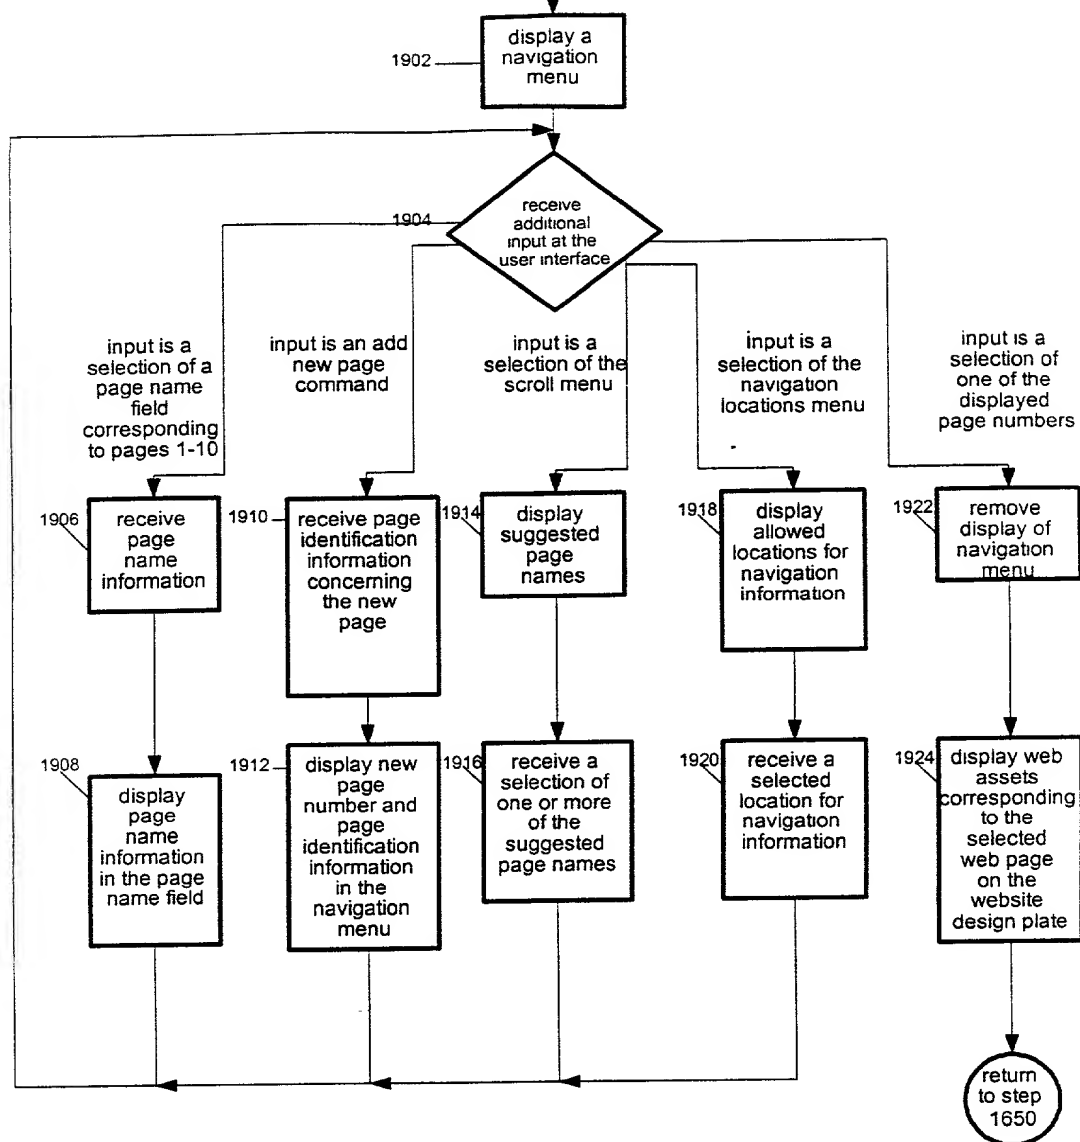 1902
display a
navigation
menu
1904
receive
additional
input at the
user interface
input is a
selection of a
page name
field
corresponding
to pages 1-10
input is an add
new page
command
input is a
selection of the
scroll menu
input is a
selection of the
navigation
locations menu
input is a
selection of
one of the
displayed
page numbers
1906
receive
page
name
information
1910
receive page
identification
information
concerning
the new
page
1914
display
suggested
page
names
1918
display
allowed
locations for
navigation
information
1922
remove
display of
navigation
menu
1908
display
page
name
information
in the page
name field
1912
display new
page
number and
page
identification
information
in the
navigation
menu
1916
receive a
selection of
one or more
of the
suggested
page names
1920
receive a
selected
location for
navigation
information
1924
display web
assets
corresponding
to the
selected
web page
on the
website
design plate
return
to step
1650